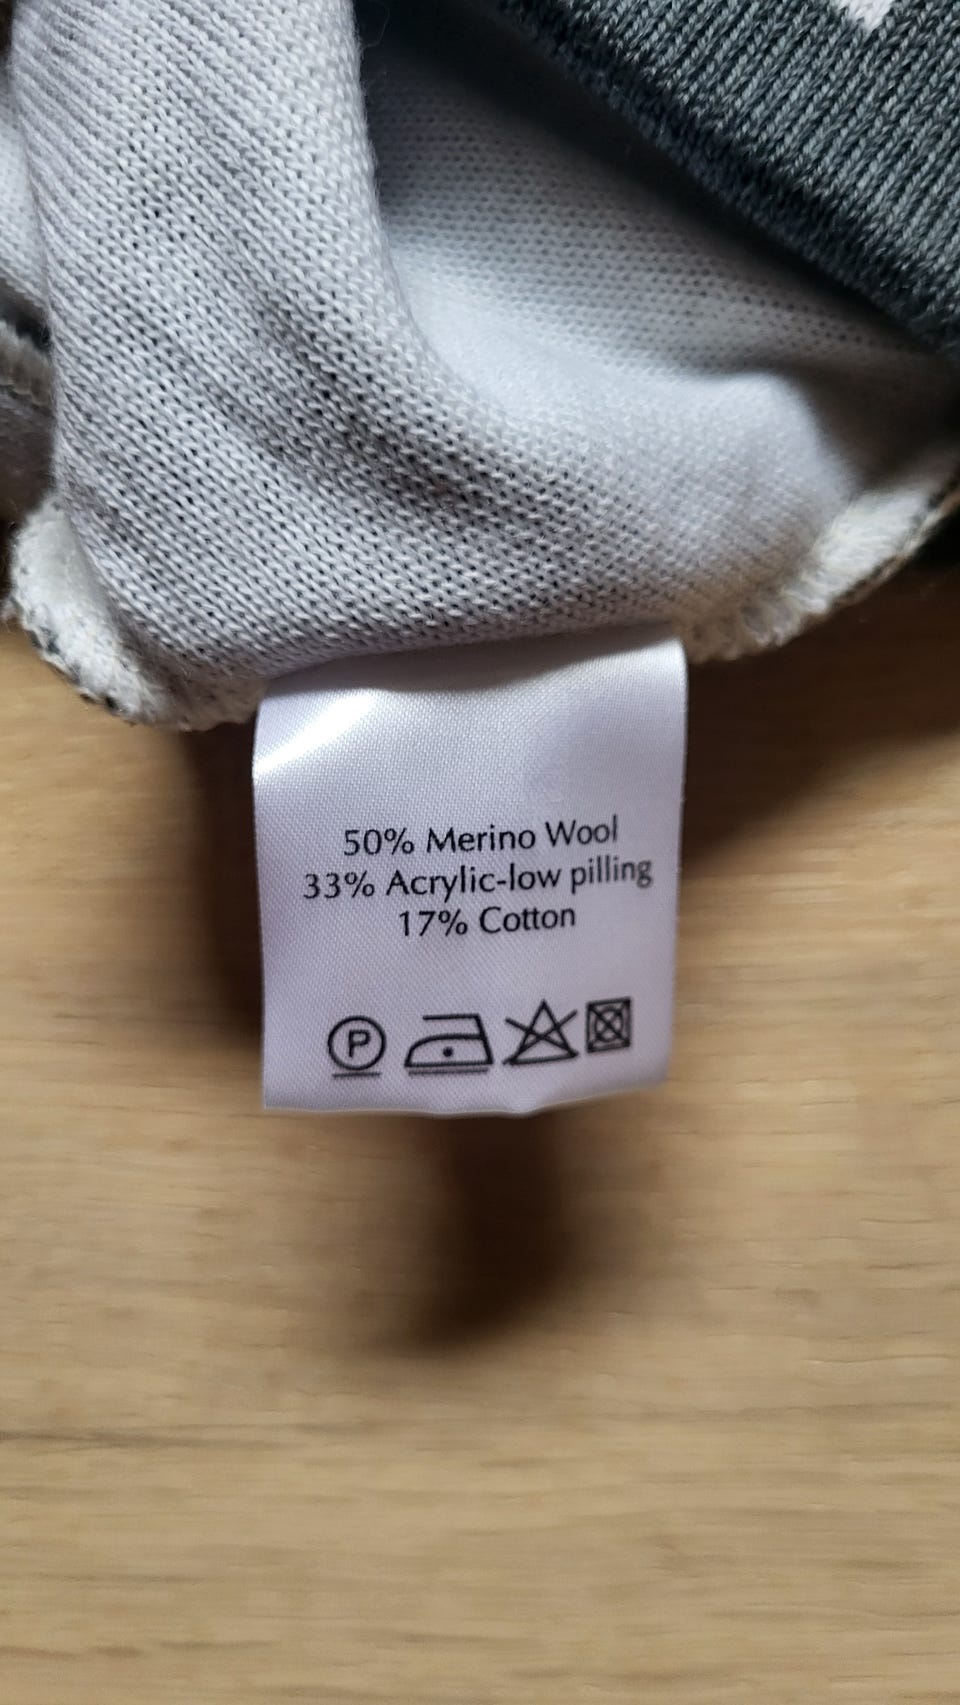 50% Merino Wool
33% Acrylic-low pilling
17% Cotton
P